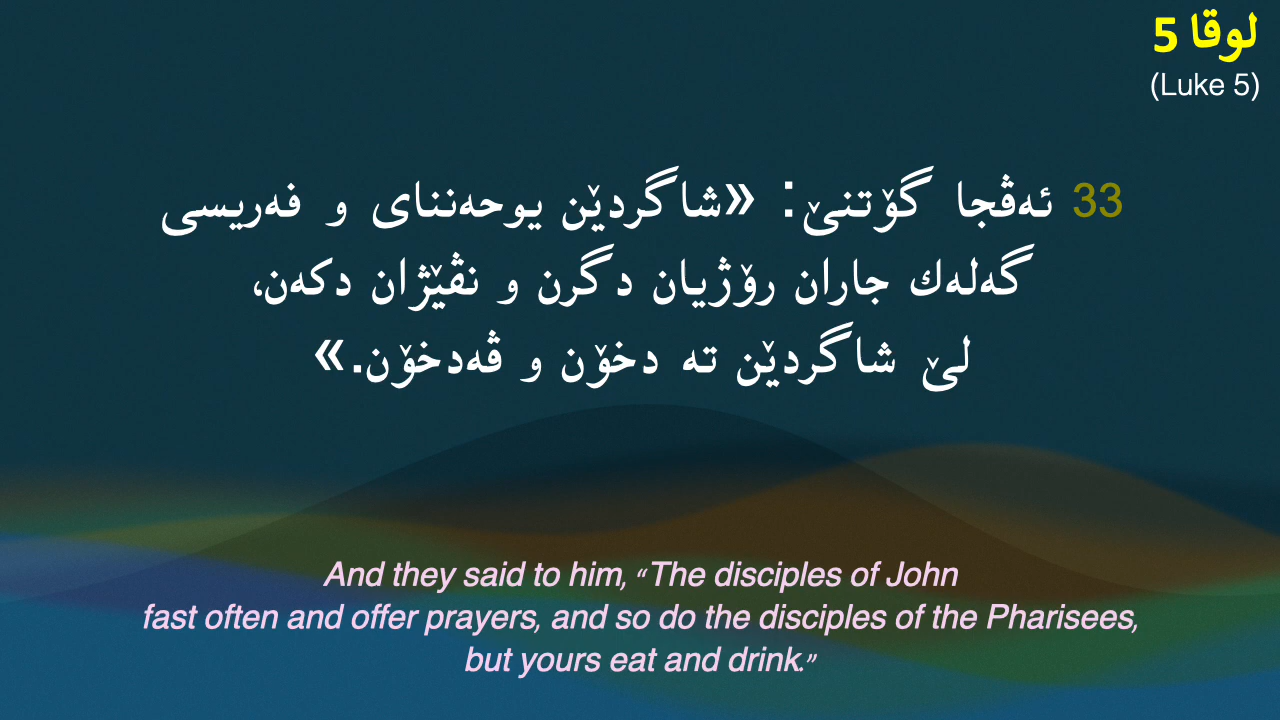 لوقا 5
(Luke 5)
33 ئەڤجا گۆتنێ: «شاگردێن یوحەننای و فەریسی
گەلەك جاران رۆژیان دگرن و نڤێژان دکەن،
لێ شاگردێن تە دخۆن و ڤەدخۆن.»
And they said to him, “The disciples of John
fast often and offer prayers, and so do the disciples of the Pharisees,
but yours eat and drink.”